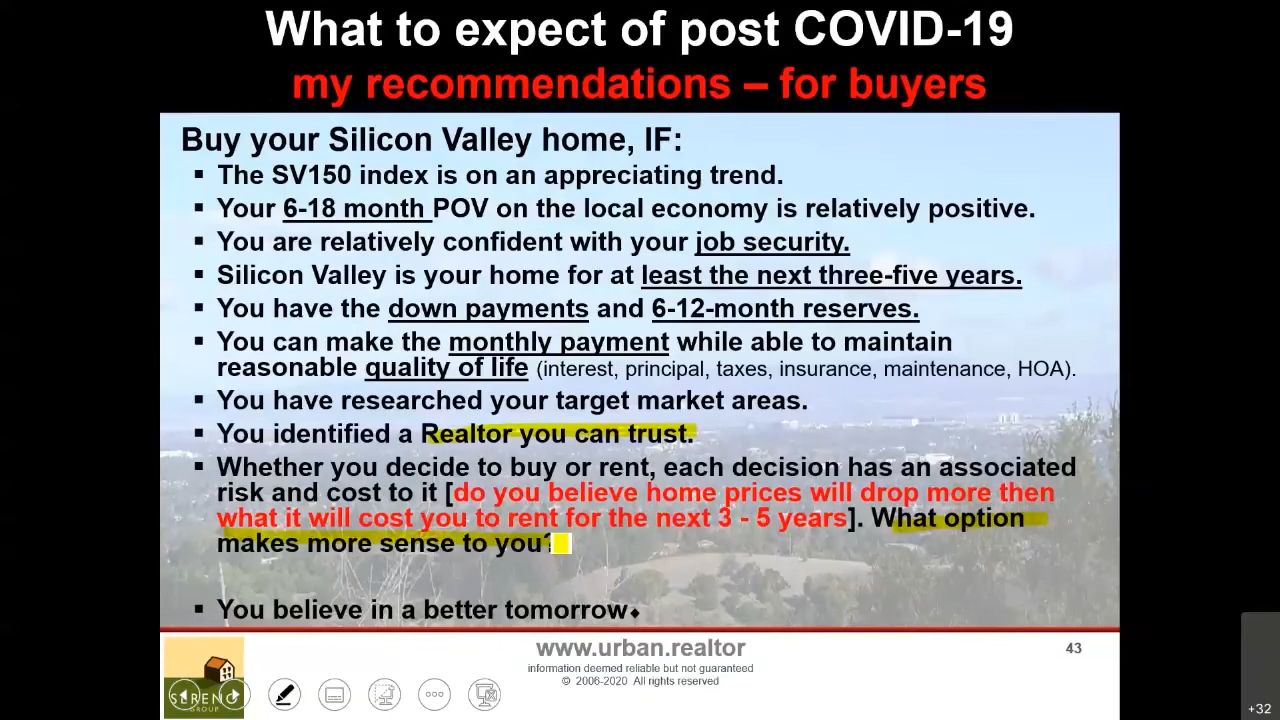 What to expect of post COVID-19
my recommendations – for buyers
Buy your Silicon Valley home, IF:
▪ The SV150 index is on an appreciating trend.
▪ Your 6-18 month POV on the local economy is relatively positive.
▪ You are relatively confident with your job security.
▪ Silicon Valley is your home for at least the next three-five years.
▪ You have the down payments and 6-12-month reserves.
▪ You can make the monthly payment while able to maintain
reasonable quality of life (interest, principal, taxes, insurance, maintenance, HOA).
▪ You have researched your target market areas.
▪ You identified a Realtor you can trust.
▪ Whether you decide to buy or rent, each decision has an associated
risk and cost to it [do you believe home prices will drop more then
what it will cost you to rent for the next 3 - 5 years]. What option
makes more sense to you?
▪ You believe in a better tomorrow⬥
www.urban.realtor
43
information deemed reliable but not guaranteed
© 2006-2020 All rights reserved
SERENO
GROUP
+32